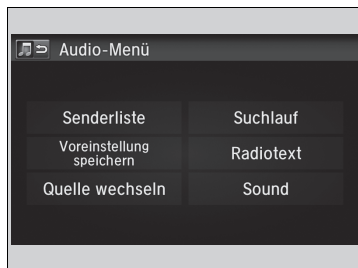 Audio-Menü
Senderliste
Suchlauf
Voreinstellung
speichern
Radiotext
Quelle wechseln
Sound